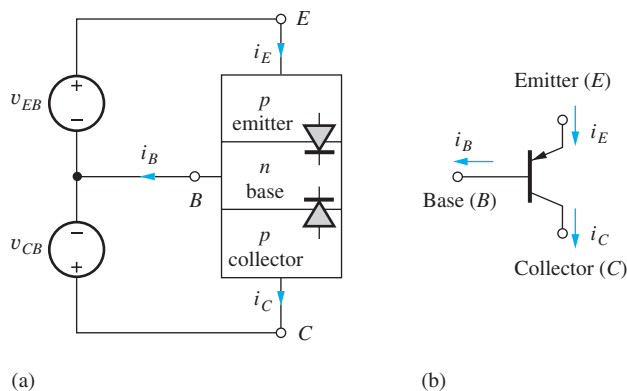 E
i_E
v_EB
+
−
p
emitter
i_B
B
n
base
v_CB
−
+
p
collector
i_C
C
(a)
Emitter (E)
i_E
i_B
Base (B)
i_C
Collector (C)
(b)